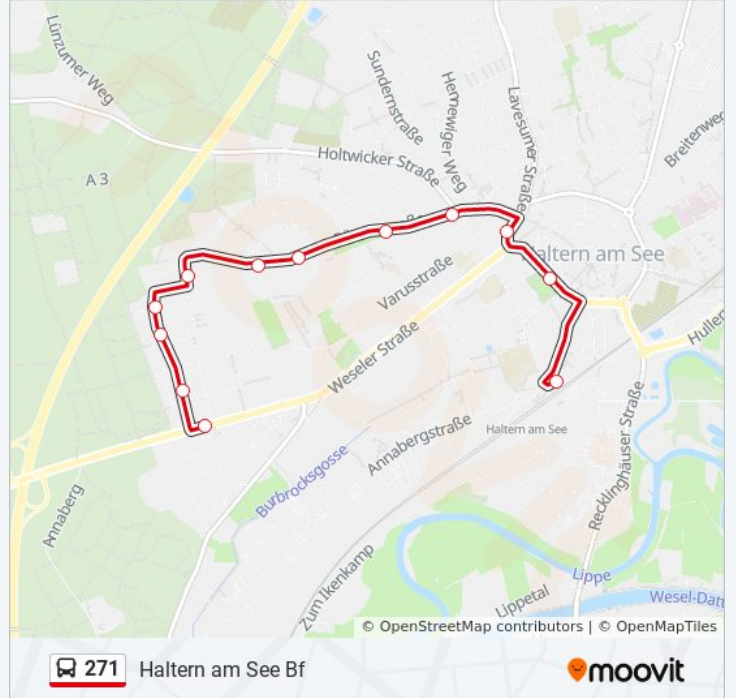 Lünzumer Weg
Sundernstraße
Hennewiger Weg
Lavesumer Straße
Breitenweg
Holtwicker Straße
A 3
Haltern am See
Varusstraße
Weseler Straße
Huller
Haltern am See
Annabergstraße
Recklinghäuser Straße
Burbrocksgosse
Annaberg
Zum Ikenkamp
Lippe
Lippetal
Wesel-Datt
© OpenStreetMap contributors | © OpenMapTiles
271 Haltern am See Bf
moovit